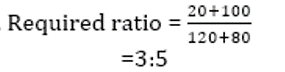 . Required ratio = 20+100/120+80
=3:5